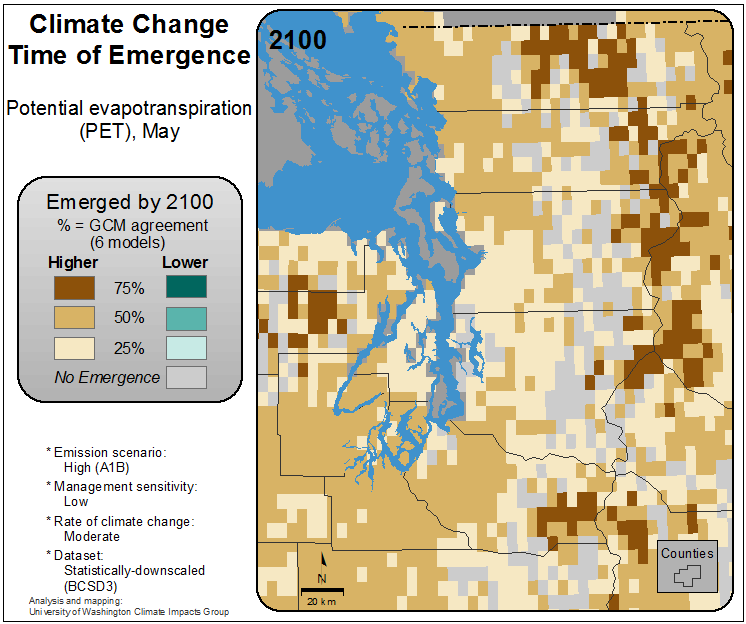 Climate Change
Time of Emergence
Potential evapotranspiration
(PET), May
Emerged by 2100
% = GCM agreement
(6 models)
Higher Lower
75%
50%
25%
No Emergence
* Emission scenario:
High (A1B)
* Management sensitivity:
Low
* Rate of climate change:
Moderate
* Dataset:
Statistically-downscaled
(BCSD3)
Analysis and mapping:
University of Washington Climate Impacts Group
2100
N
20 km
Counties